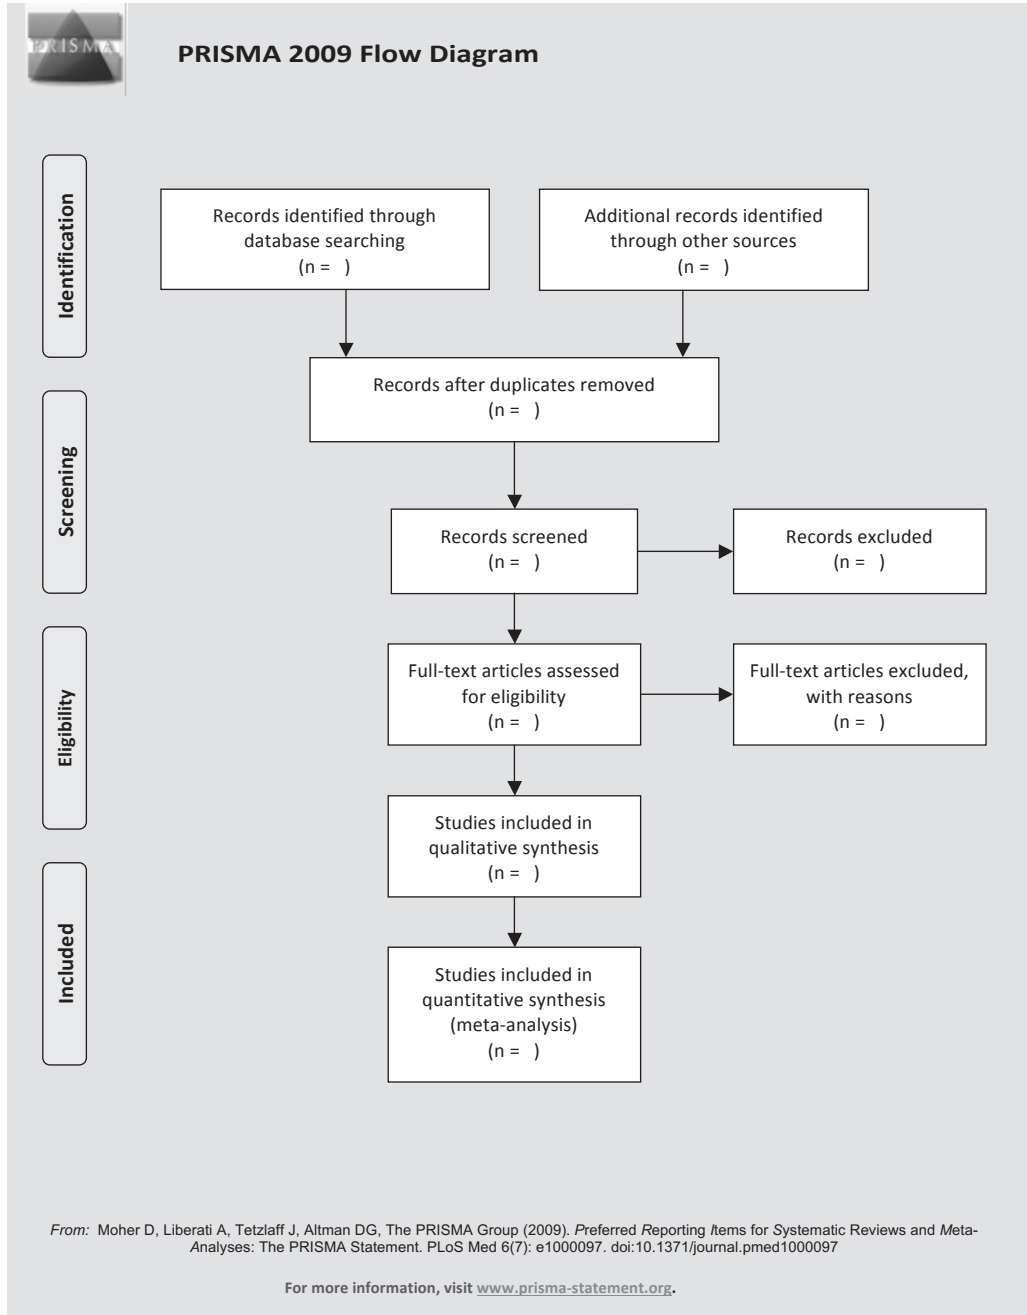 PRISMA
PRISMA 2009 Flow Diagram
Identification
Records identified through
database searching
(n =   )
Additional records identified
through other sources
(n =   )
Records after duplicates removed
(n =   )
Screening
Records screened
(n =   )
Records excluded
(n =   )
Eligibility
Full-text articles assessed
for eligibility
(n =   )
Full-text articles excluded,
with reasons
(n =   )
Studies included in
qualitative synthesis
(n =   )
Included
Studies included in
quantitative synthesis
(meta-analysis)
(n =   )
From: Moher D, Liberati A, Tetzlaff J, Altman DG, The PRISMA Group (2009). Preferred Reporting Items for Systematic Reviews and Meta-
Analyses: The PRISMA Statement. PLoS Med 6(7): e1000097. doi:10.1371/journal.pmed1000097
For more information, visit www.prisma-statement.org.